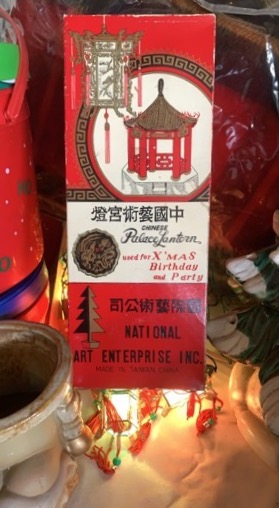 中國藝術宮燈
CHINESE
Palace Lantern
used for X'MAS
Birthday
and Party
國際藝術公司
NATIONAL
ART ENTERPRISE INC.
MADE IN TAIWAN CHINA